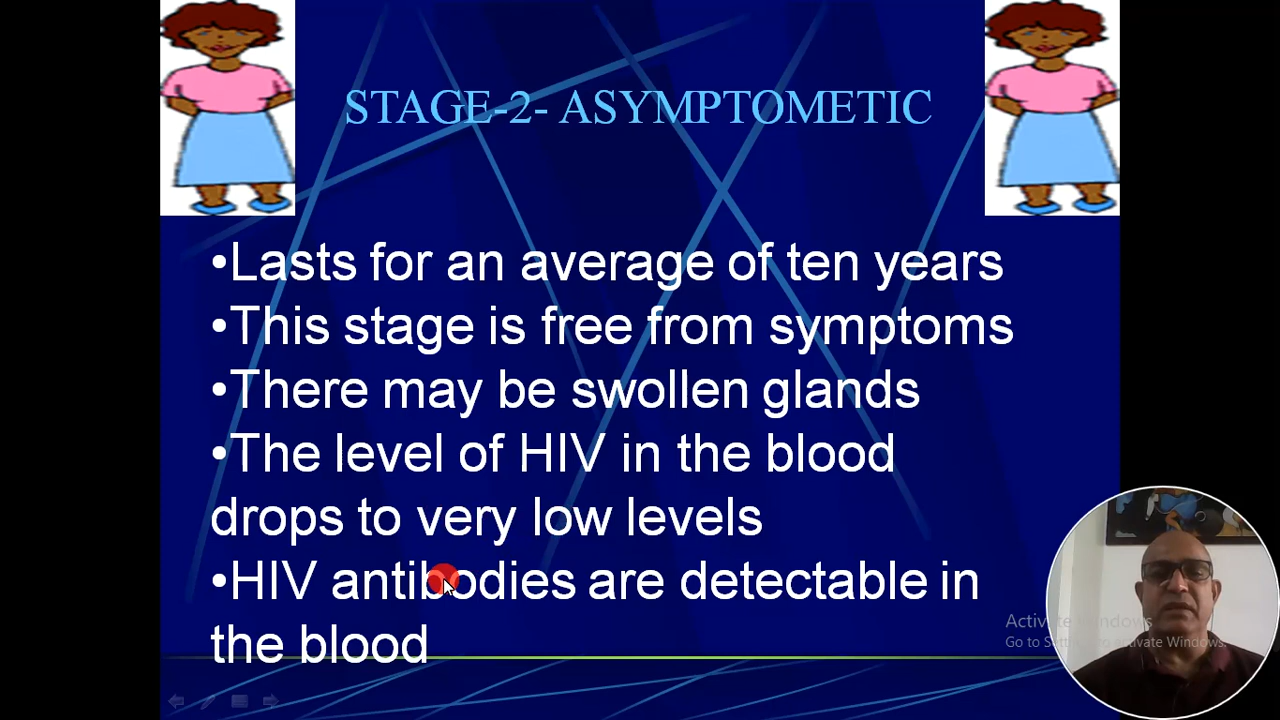 STAGE-2- ASYMPTOMETIC
•Lasts for an average of ten years
•This stage is free from symptoms
•There may be swollen glands
•The level of HIV in the blood
drops to very low levels
•HIV antibodies are detectable in
the blood
Activate Windows
Go to Settings to activate Windows.